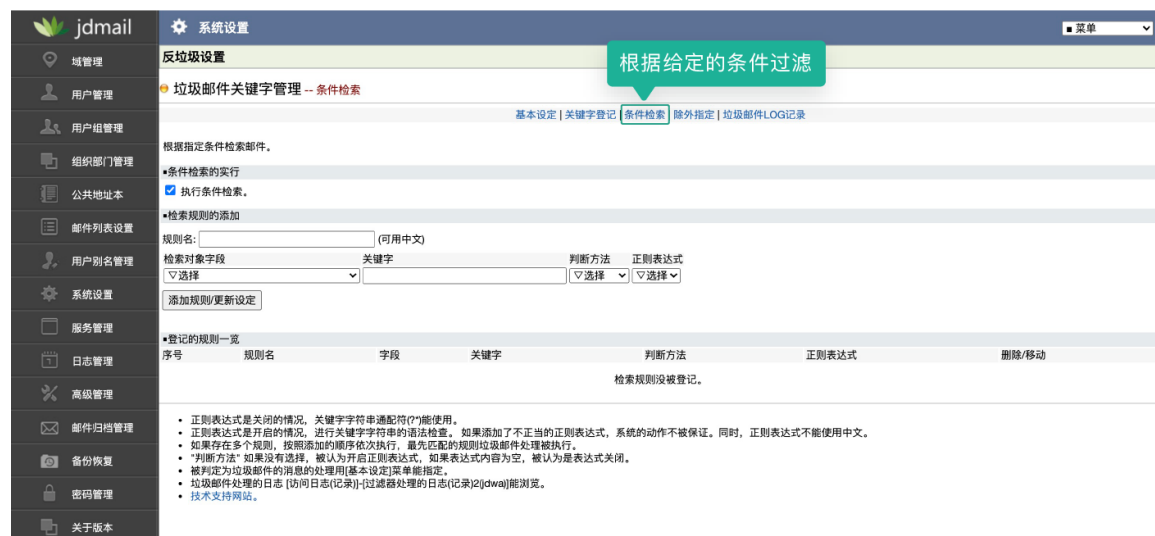 jdmail
系统设置
■ 菜单
域管理
用户管理
用户组管理
组织部门管理
公共地址本
邮件列表设置
用户别名管理
系统设置
服务管理
日志管理
高级管理
邮件归档管理
备份恢复
密码管理
关于版本
反垃圾设置
根据给定的条件过滤
垃圾邮件关键字管理 -- 条件检索
基本设定 | 关键字登记 | 条件检索 | 除外指定 | 垃圾邮件LOG记录
根据指定条件检索邮件。
▪条件检索的实行
执行条件检索。
▪检索规则的添加
规则名: (可用中文)
检索对象字段 关键字 判断方法 正则表达式
▽选择 ▽选择 ▽选择
添加规则/更新设定
▪登记的规则一览
序号 规则名 字段 关键字 判断方法 正则表达式 删除/移动
检索规则没被登记。
• 正则表达式是关闭的情况，关键字字符串通配符(?*)能使用。
• 正则表达式是开启的情况，进行关键字字符串的语法检查。 如果添加了不正当的正则表达式，系统的动作不被保证。同时，正则表达式不能使用中文。
• 如果存在多个规则，按照添加的顺序依次执行，最先匹配的规则垃圾邮件处理被执行。
• "判断方法" 如果没有选择，被认为开启正则表达式，如果表达式内容为空，被认为是表达式关闭。
• 被判定为垃圾邮件的消息的处理用[基本设定]菜单能指定。
• 垃圾邮件处理的日志 [访问日志(记录)]-[过滤器处理的日志(记录)2(jdwa)]能浏览。
• 技术支持网站。